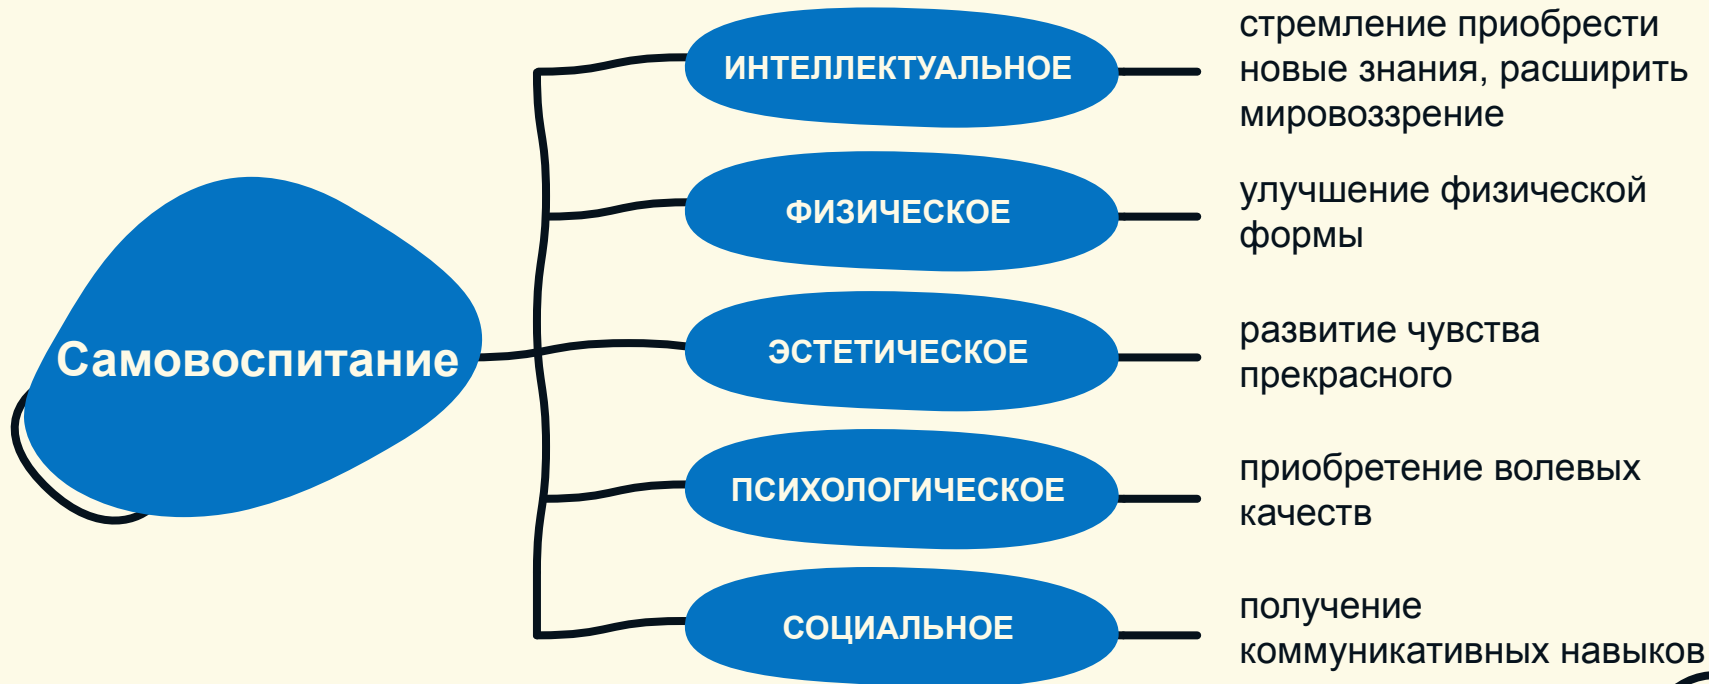 Самовоспитание
ИНТЕЛЛЕКТУАЛЬНОЕ
стремление приобрести
новые знания, расширить
мировоззрение
ФИЗИЧЕСКОЕ
улучшение физической
формы
ЭСТЕТИЧЕСКОЕ
развитие чувства
прекрасного
ПСИХОЛОГИЧЕСКОЕ
приобретение волевых
качеств
СОЦИАЛЬНОЕ
получение
коммуникативных навыков